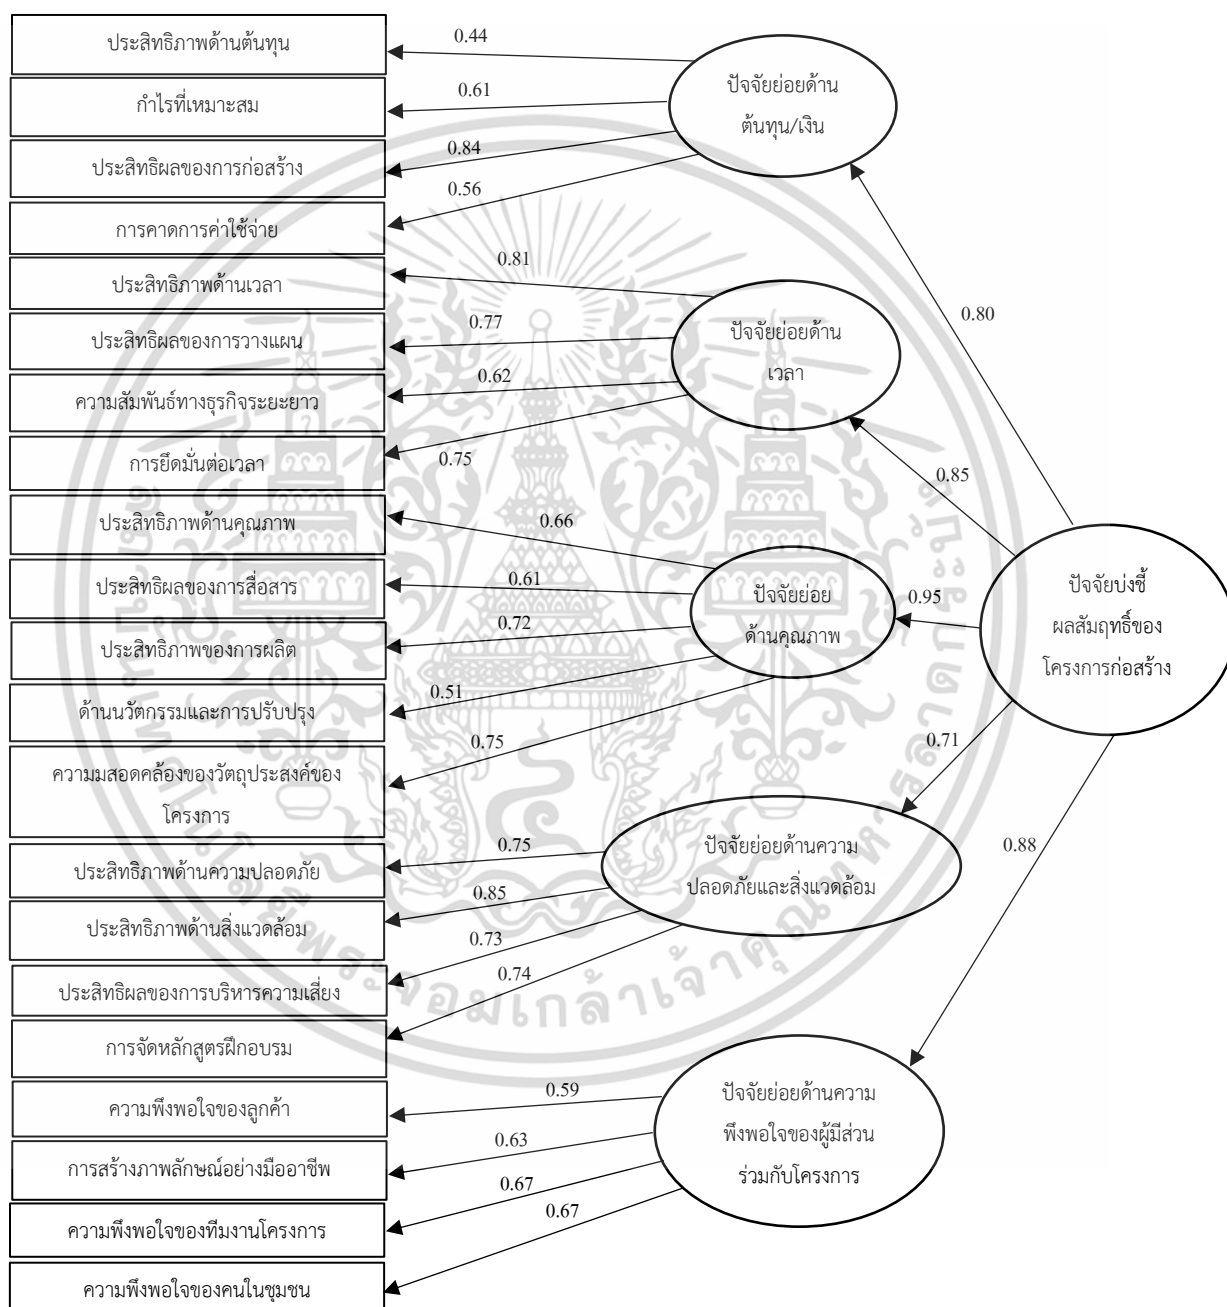 ประสิทธิภาพด้านต้นทุน
กำไรที่เหมาะสม
ประสิทธิผลของการก่อสร้าง
การคาดการค่าใช้จ่าย
ประสิทธิภาพด้านเวลา
ประสิทธิผลของการวางแผน
ความสัมพันธ์ทางธุรกิจระยะยาว
การยึดมั่นต่อเวลา
ประสิทธิภาพด้านคุณภาพ
ประสิทธิผลของการสื่อสาร
ประสิทธิภาพของการผลิต
ด้านนวัตกรรมและการปรับปรุง
ความมสอดคล้องของวัตถุประสงค์ของ
โครงการ
ประสิทธิภาพด้านความปลอดภัย
ประสิทธิภาพด้านสิ่งแวดล้อม
ประสิทธิผลของการบริหารความเสี่ยง
การจัดหลักสูตรฝึกอบรม
ความพึงพอใจของลูกค้า
การสร้างภาพลักษณ์อย่างมืออาชีพ
ความพึงพอใจของทีมงานโครงการ
ความพึงพอใจของคนในชุมชน
0.44
0.61
0.84
0.56
0.81
0.77
0.62
0.75
0.66
0.61
0.72
0.51
0.75
0.75
0.85
0.73
0.74
0.59
0.63
0.67
0.67
ปัจจัยย่อยด้าน
ต้นทุน/เงิน
ปัจจัยย่อยด้าน
เวลา
ปัจจัยย่อย
ด้านคุณภาพ
ปัจจัยย่อยด้านความ
ปลอดภัยและสิ่งแวดล้อม
ปัจจัยย่อยด้านความ
พึงพอใจของผู้มีส่วน
ร่วมกับโครงการ
0.80
0.85
0.95
0.71
0.88
ปัจจัยบ่งชี้
ผลสัมฤทธิ์ของ
โครงการก่อสร้าง
พระจอมเกล้าเจ้าคุณทหารลาดกระบัง